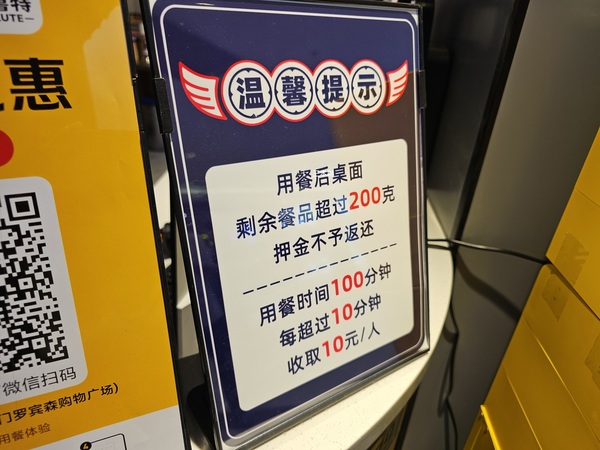 特
UTE
惠
微信扫码
门罗宾森购物广场)
用餐体验
温馨提示
用餐后桌面
剩余餐品超过200克
押金不予返还
用餐时间100分钟
每超过10分钟
收取10元/人